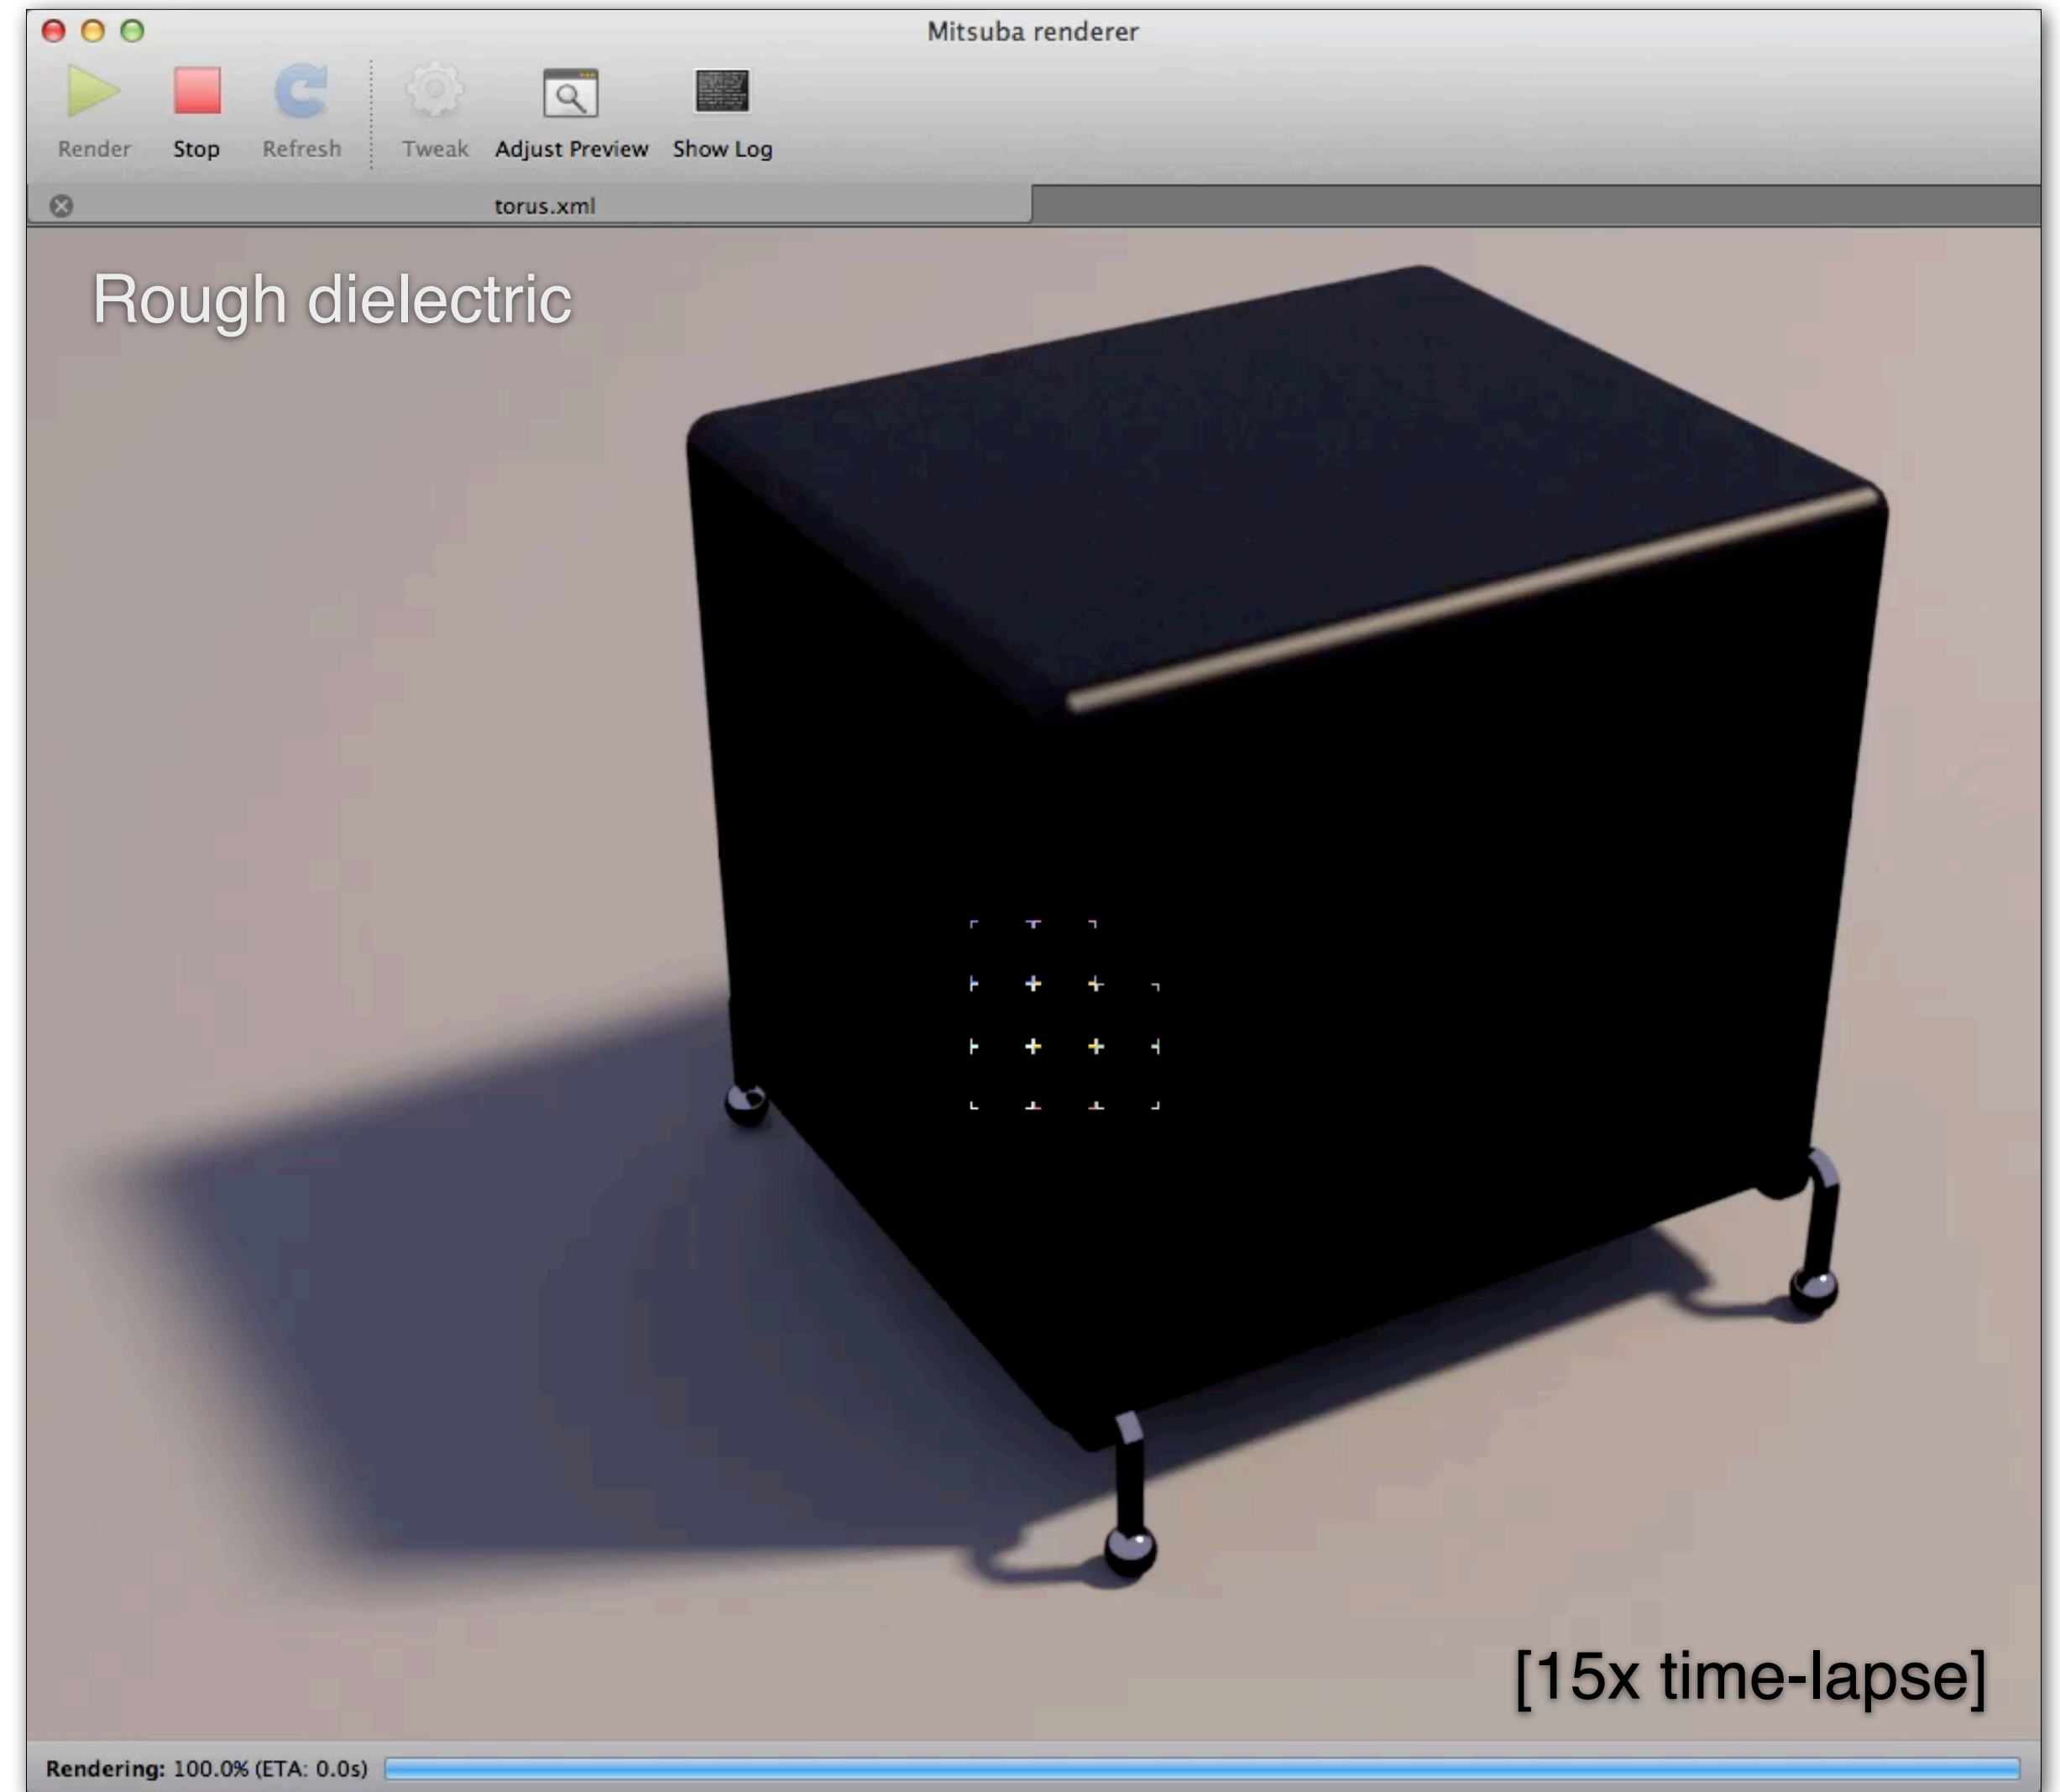 Mitsuba renderer
Render Stop Refresh Tweak Adjust Preview Show Log
torus.xml
Rough dielectric
[15x time-lapse]
Rendering: 100.0% (ETA: 0.0s)